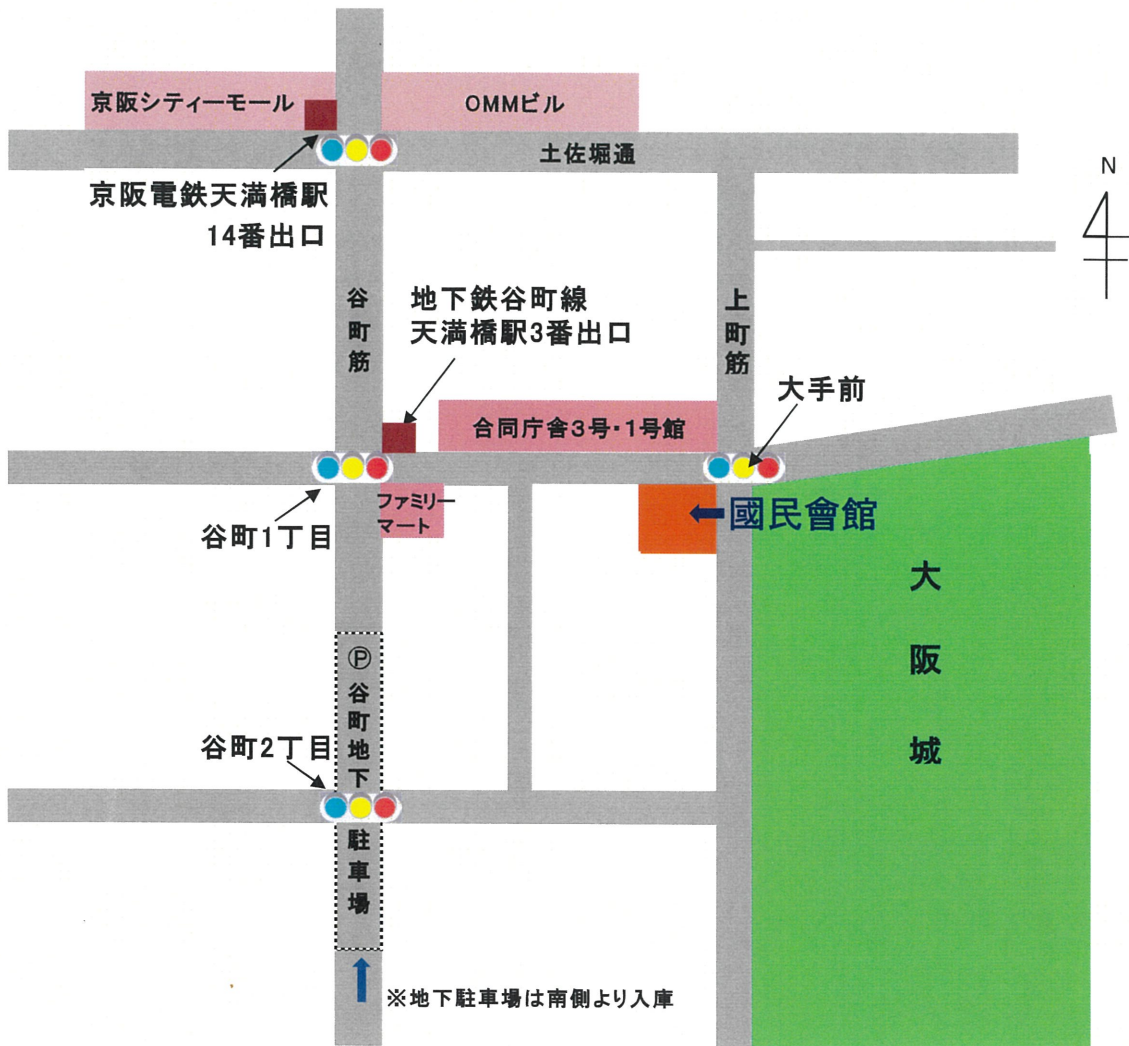 京阪シティーモール
OMMビル
土佐堀通
京阪電鉄天満橋駅
14番出口
N
谷町筋
地下鉄谷町線
天満橋駅3番出口
上町筋
大手前
合同庁舎3号・1号館
ファミリー
マート
國民會館
谷町1丁目
大阪城
Ⓟ谷町地下駐車場
谷町2丁目
※地下駐車場は南側より入庫